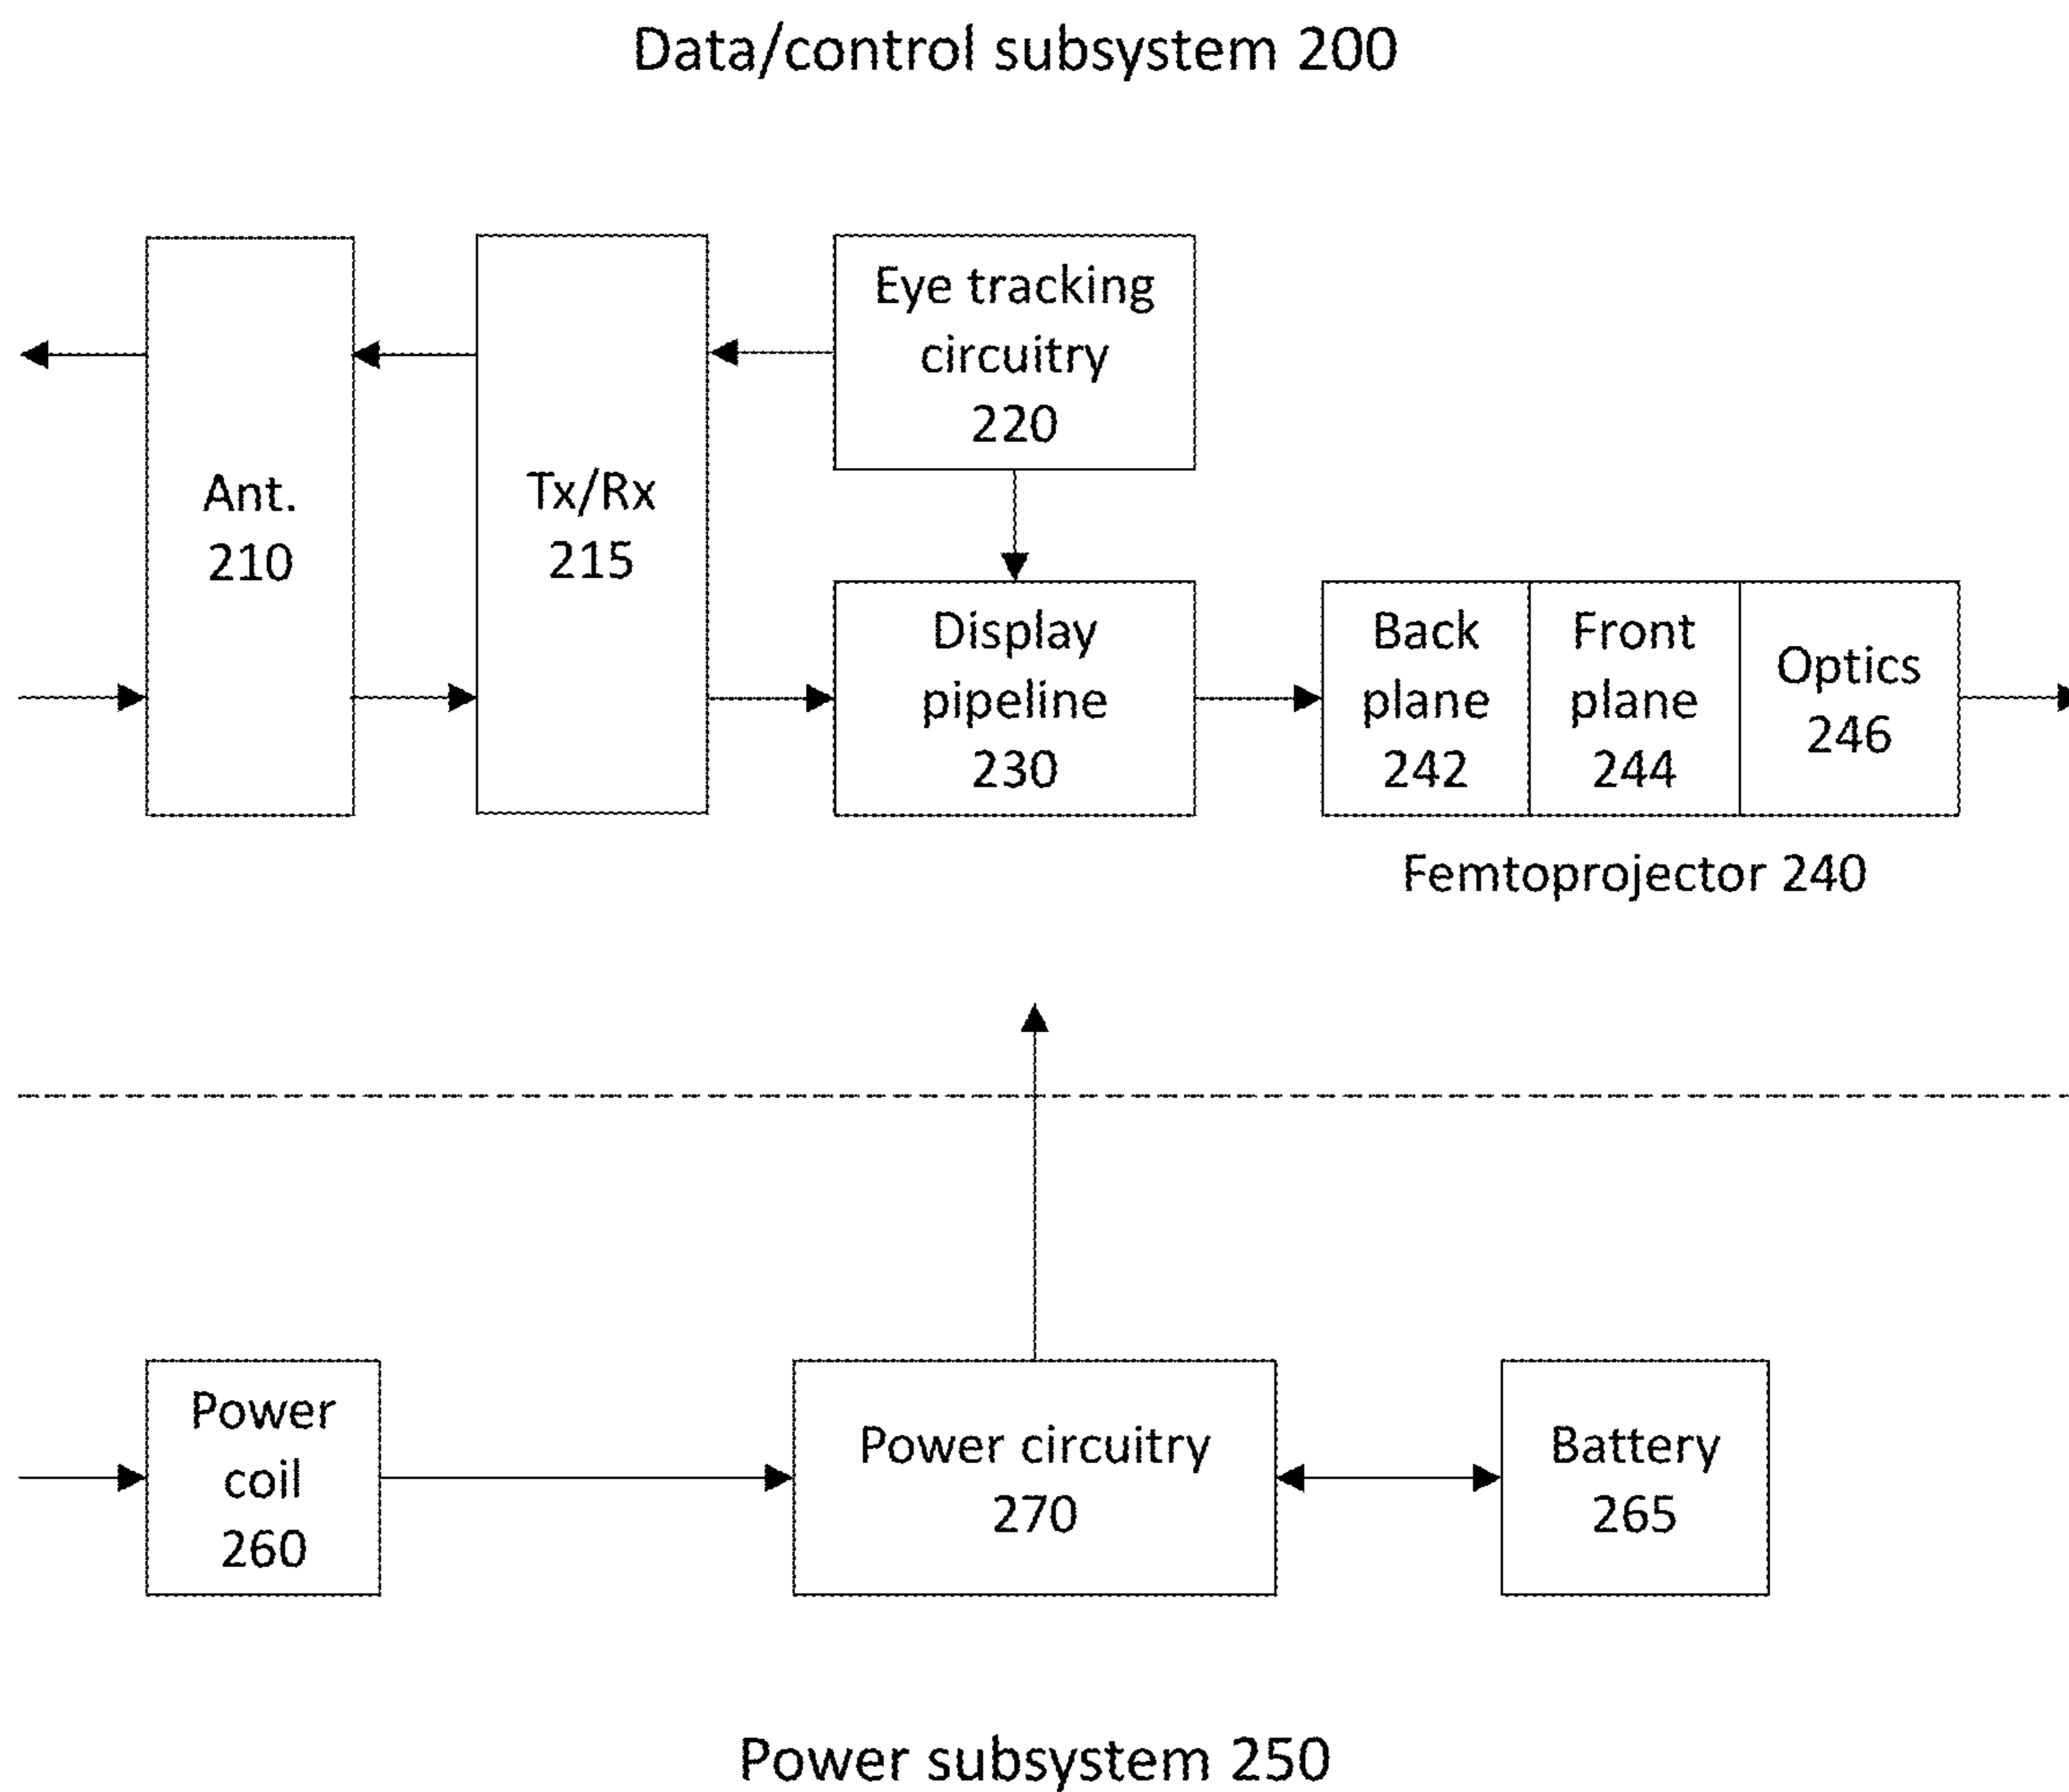 Data/control subsystem 200
Ant.
210
Tx/Rx
215
Eye tracking
circuitry
220
Display
pipeline
230
Back
plane
242
Front
plane
244
Optics
246
Femtoprojector 240
Power
coil
260
Power circuitry
270
Battery
265
Power subsystem 250